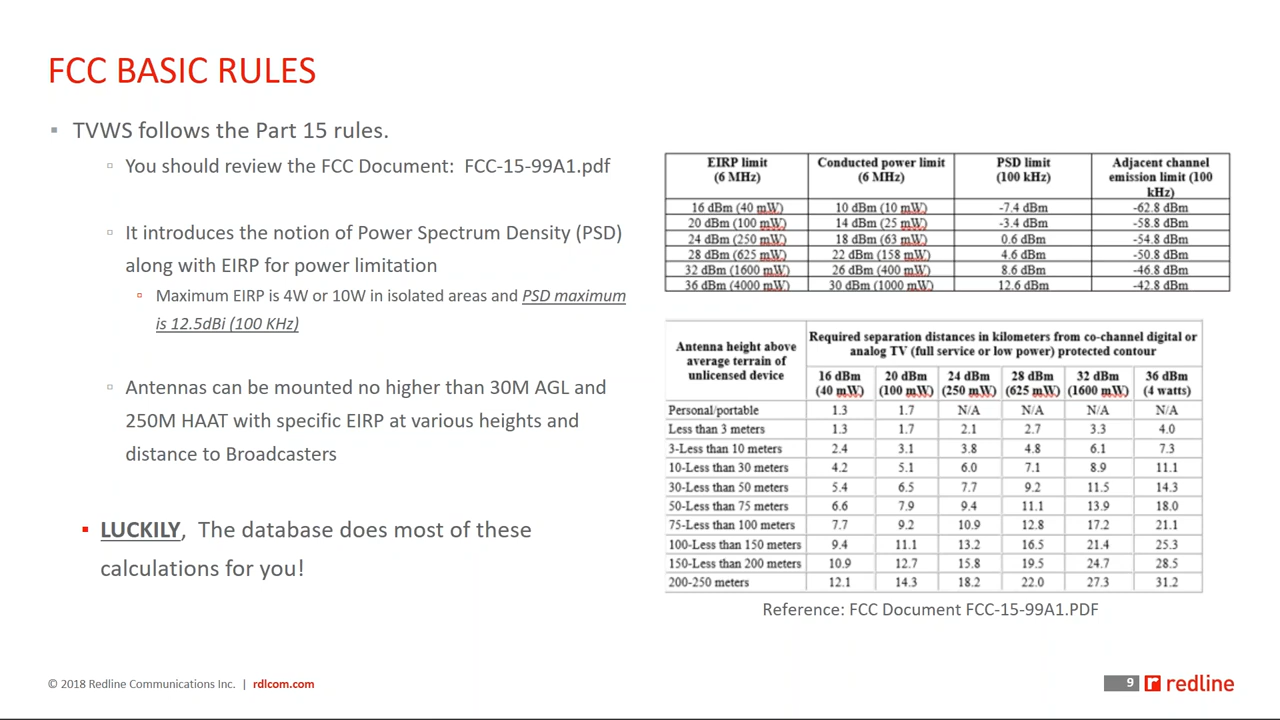 FCC BASIC RULES
▪ TVWS follows the Part 15 rules.
▫ You should review the FCC Document: FCC-15-99A1.pdf
▫ It introduces the notion of Power Spectrum Density (PSD)
along with EIRP for power limitation
▫ Maximum EIRP is 4W or 10W in isolated areas and PSD maximum
is 12.5dBi (100 KHz)
▫ Antennas can be mounted no higher than 30M AGL and
250M HAAT with specific EIRP at various heights and
distance to Broadcasters
▪ LUCKILY, The database does most of these
calculations for you!
EIRP limit Conducted power limit PSD limit Adjacent channel
(6 MHz) (6 MHz) (100 kHz) emission limit (100
kHz)
16 dBm (40 mW) 10 dBm (10 mW) -7.4 dBm -62.8 dBm
20 dBm (100 mW) 14 dBm (25 mW) -3.4 dBm -58.8 dBm
24 dBm (250 mW) 18 dBm (63 mW) 0.6 dBm -54.8 dBm
28 dBm (625 mW) 22 dBm (158 mW) 4.6 dBm -50.8 dBm
32 dBm (1600 mW) 26 dBm (400 mW) 8.6 dBm -46.8 dBm
36 dBm (4000 mW) 30 dBm (1000 mW) 12.6 dBm -42.8 dBm
Antenna height above
average terrain of
unlicensed device
Required separation distances in kilometers from co-channel digital or
analog TV (full service or low power) protected contour
16 dBm 20 dBm 24 dBm 28 dBm 32 dBm 36 dBm
(40 mW) (100 mW) (250 mW) (625 mW) (1600 mW) (4 watts)
Personal/portable 1.3 1.7 N/A N/A N/A N/A
Less than 3 meters 1.3 1.7 2.1 2.7 3.3 4.0
3-Less than 10 meters 2.4 3.1 3.8 4.8 6.1 7.3
10-Less than 30 meters 4.2 5.1 6.0 7.1 8.9 11.1
30-Less than 50 meters 5.4 6.5 7.7 9.2 11.5 14.3
50-Less than 75 meters 6.6 7.9 9.4 11.1 13.9 18.0
75-Less than 100 meters 7.7 9.2 10.9 12.8 17.2 21.1
100-Less than 150 meters 9.4 11.1 13.2 16.5 21.4 25.3
150-Less than 200 meters 10.9 12.7 15.8 19.5 24.7 28.5
200-250 meters 12.1 14.3 18.2 22.0 27.3 31.2
Reference: FCC Document FCC-15-99A1.PDF
© 2018 Redline Communications Inc. | rdlcom.com
9 redline